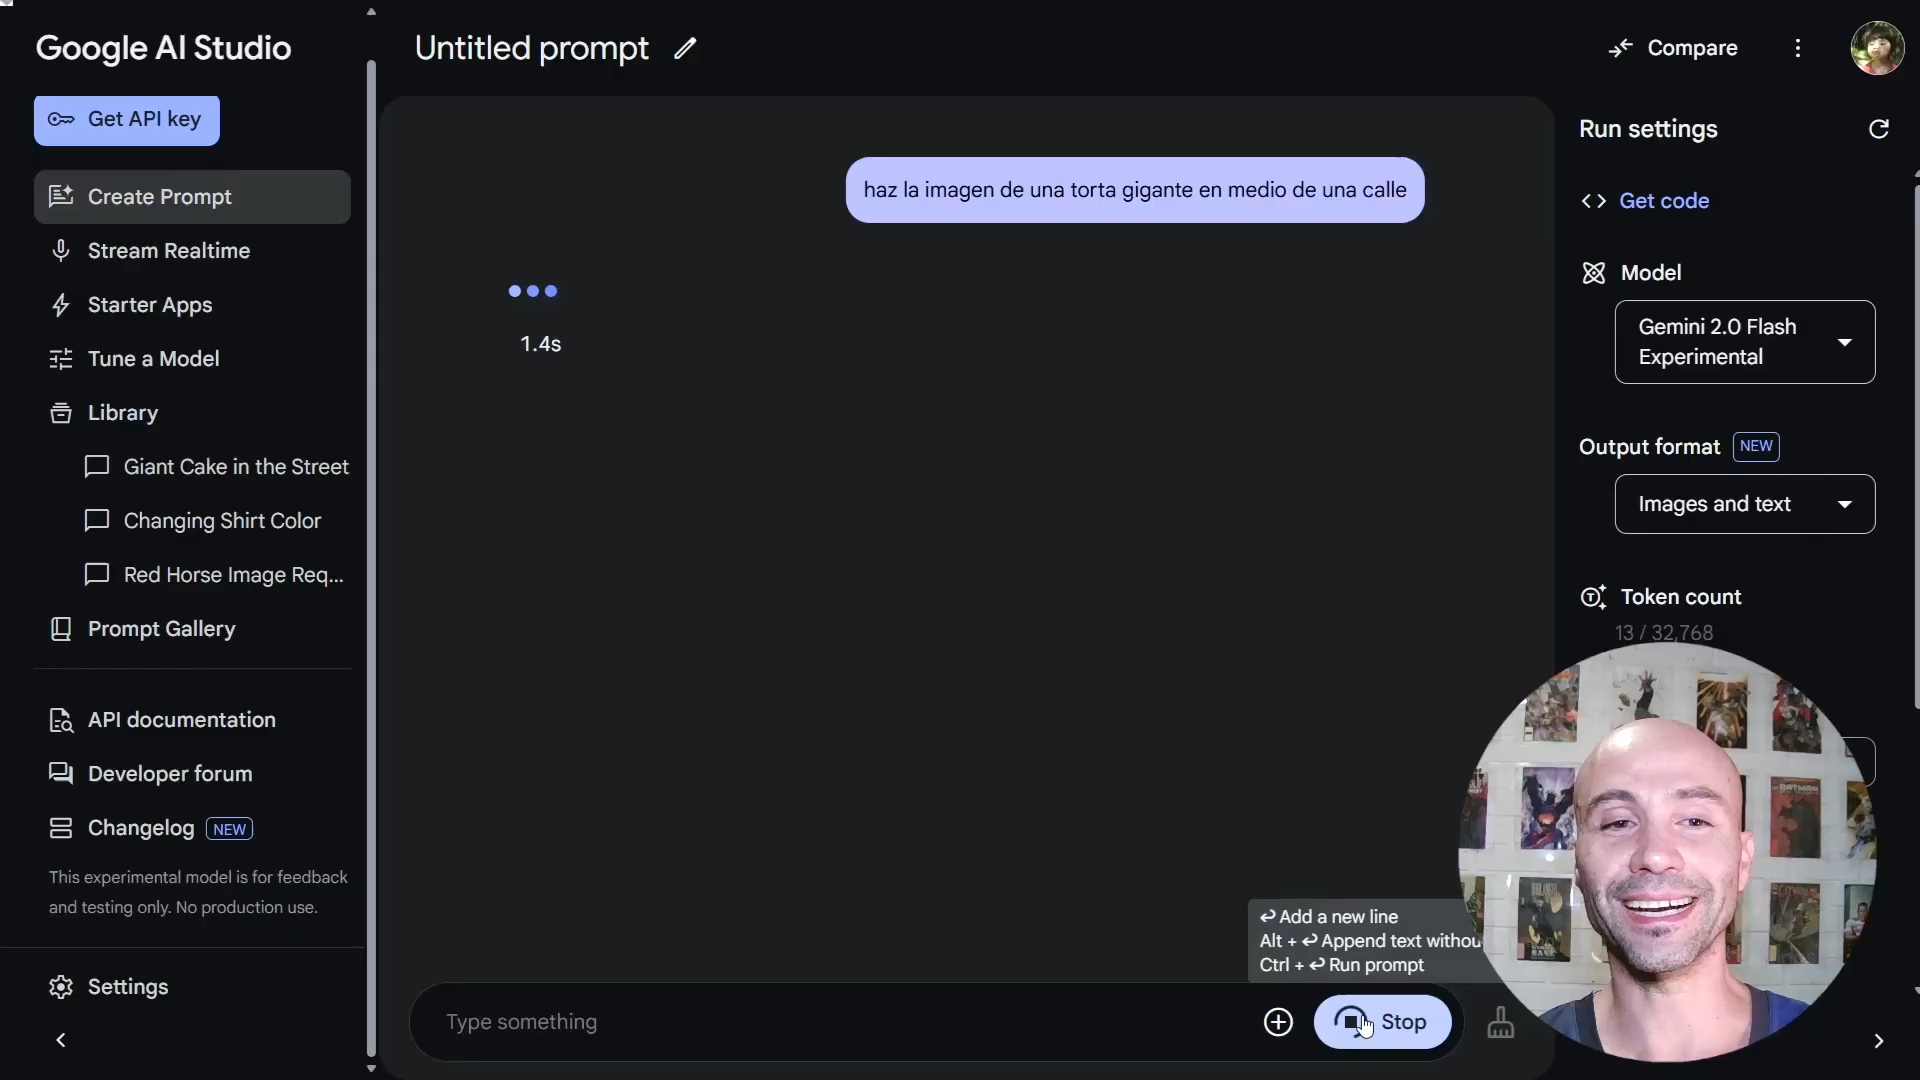 Google AI Studio
Get API key
Create Prompt
Stream Realtime
Starter Apps
Tune a Model
Library
Giant Cake in the Street
Changing Shirt Color
Red Horse Image Req...
Prompt Gallery
API documentation
Developer forum
Changelog NEW
This experimental model is for feedback
and testing only. No production use.
Settings
Untitled prompt
haz la imagen de una torta gigante en medio de una calle
1.4s
Add a new line
Alt + ↵ Append text withou
Ctrl + ↵ Run prompt
Type something
Stop
Compare
Run settings
Get code
Model
Gemini 2.0 Flash
Experimental
Output format NEW
Images and text
Token count
13 / 32,768
BATMAN